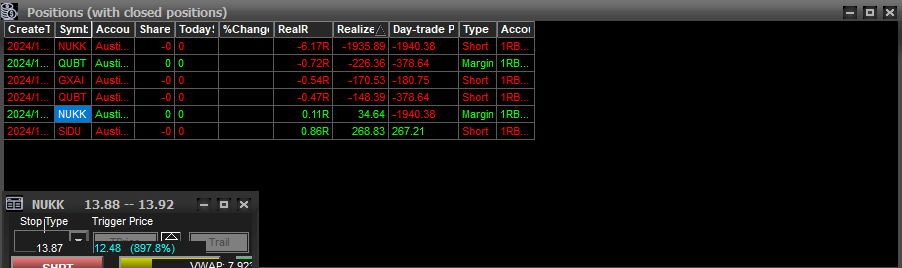 Positions (with closed positions)
CreateT Symb Accou Share Today %Change RealR Realize Day-trade P Type Accou
2024/1... NUKK Austi... -0 0 -6.17R -1935.89 -1940.36 Short 1RB...
2024/1... QUBT Austi... 0 0 -0.72R -226.36 -378.64 Margin 1RB...
2024/1... GXAI Austi... -0 0 -0.54R -170.53 -180.75 Short 1RB...
2024/1... QUBT Austi... -0 0 -0.47R -148.39 -378.64 Short 1RB...
2024/1... NUKK Austi... 0 0 0.11R 34.64 -1940.36 Margin 1RB...
2024/1... SIDU Austi... -0 0 0.86R 268.83 267.21 Short 1RB...
NUKK 13.88 -- 13.92
Stop Type Trigger Price
Trail
13.87 12.48 (897.8%)
SHRT VWAP: 7.922